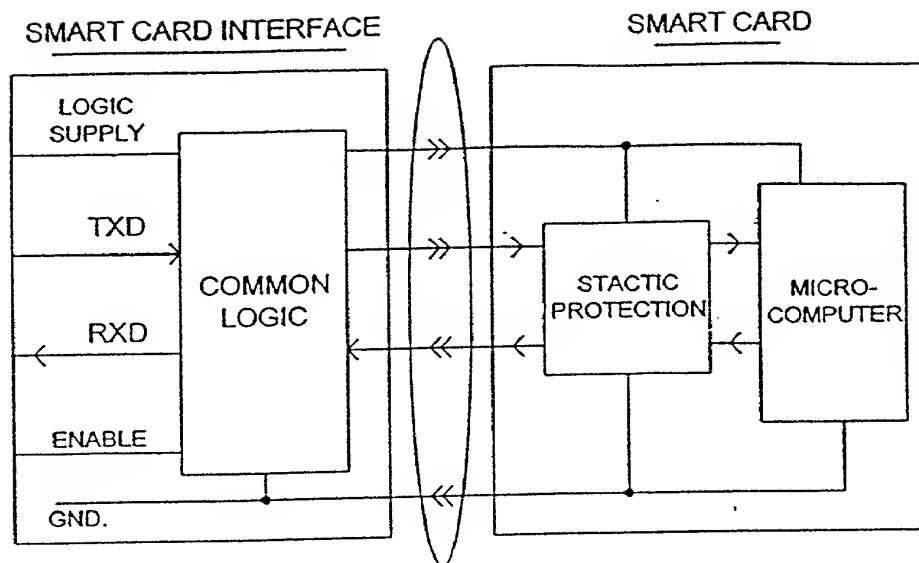 SMART CARD INTERFACE
SMART CARD
LOGIC
SUPPLY
TXD
RXD
ENABLE
GND.
COMMON
LOGIC
STACTIC
PROTECTION
MICRO-
COMPUTER